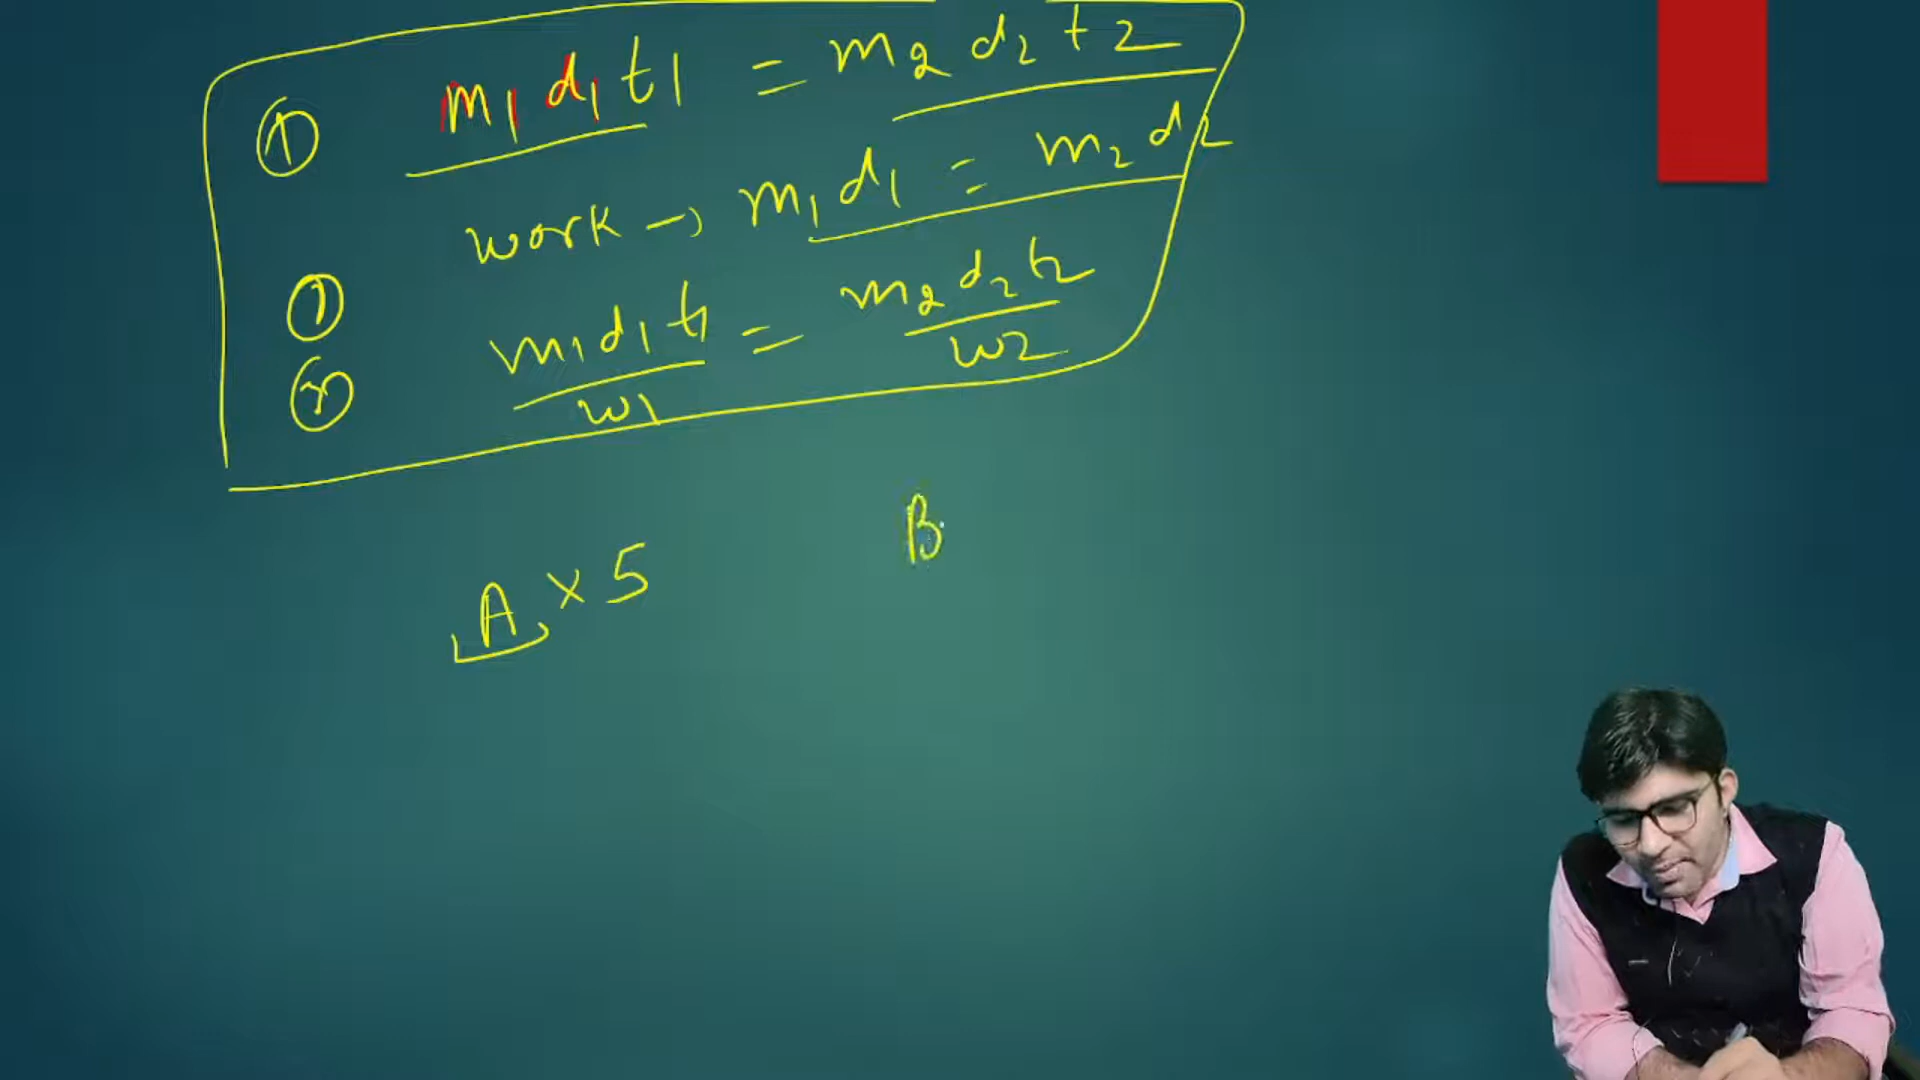 ① m1 d1 t1 = m2 d2 t2
work → m1 d1 = m2 d2
①
② m1 d1 t1 / w1 = m2 d2 t2 / w2
A × 5 B